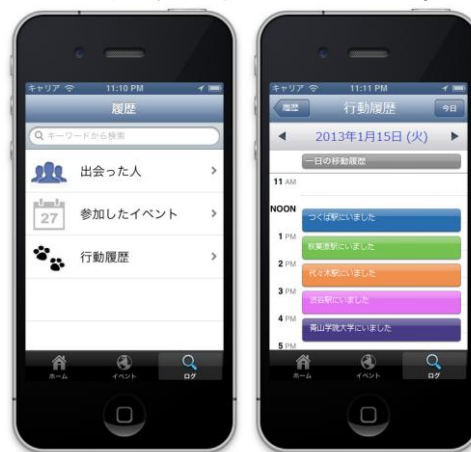 キャリア 11:10 PM
履歴
キーワードから検索
出会った人
27
参加したイベント
行動履歴
ホーム
イベント
ログ
キャリア 11:11 PM
履歴
行動履歴
今日
2013年1月15日 (火)
一日の移動履歴
11 AM
NOON
つくば駅にいました
1 PM
秋葉原駅にいました
2 PM
代々木駅にいました
3 PM
渋谷駅にいました
4 PM
青山学院大学にいました
5 PM
ホーム
イベント
ログ